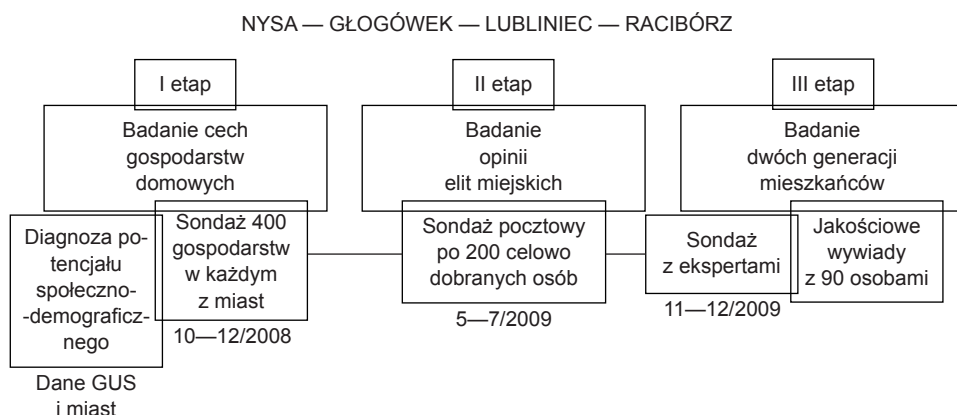 NYSA — GŁOGÓWEK — LUBLINIEC — RACIBÓRZ
I etap
Badanie cech
gospodarstw
domowych
Diagnoza po-
tencjału
społeczno-
-demograficz-
nego
Dane GUS
i miast
Sondaż 400
gospodarstw
w każdym
z miast
10—12/2008
II etap
Badanie
opinii
elit miejskich
Sondaż pocztowy
po 200 celowo
dobranych osób
5—7/2009
III etap
Badanie
dwóch generacji
mieszkańców
Sondaż
z ekspertami
11—12/2009
Jakościowe
wywiady
z 90 osobami